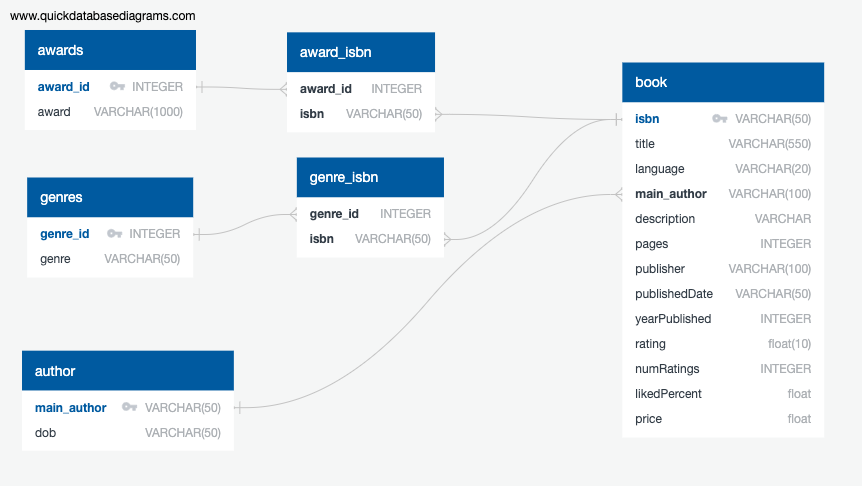 www.quickdatabasediagrams.com
awards
award_id INTEGER
award VARCHAR(1000)
award_isbn
award_id INTEGER
isbn VARCHAR(50)
genres
genre_id INTEGER
genre VARCHAR(50)
genre_isbn
genre_id INTEGER
isbn VARCHAR(50)
author
main_author VARCHAR(50)
dob VARCHAR(50)
book
isbn VARCHAR(50)
title VARCHAR(550)
language VARCHAR(20)
main_author VARCHAR(100)
description VARCHAR
pages INTEGER
publisher VARCHAR(100)
publishedDate VARCHAR(50)
yearPublished INTEGER
rating float(10)
numRatings INTEGER
likedPercent float
price float